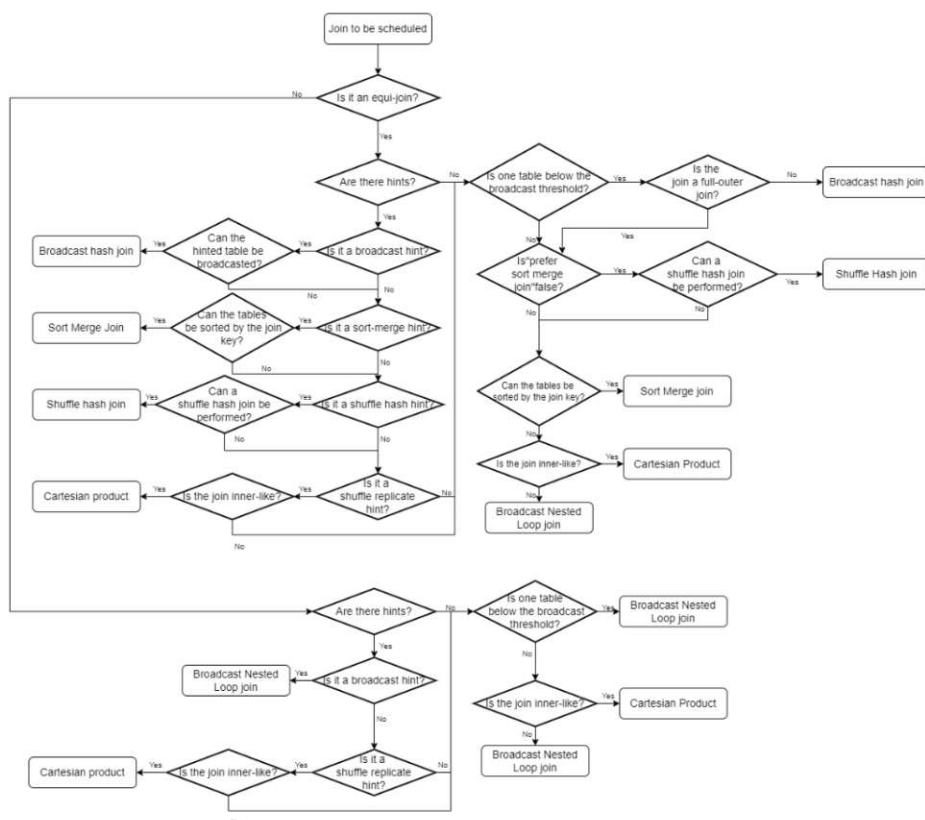 Join to be scheduled
No
Is it an equi-join?
Yes
Are there hints?
No
Is one table below the
broadcast threshold?
Yes
Is the
join a full-outer
join?
No
Broadcast hash join
Yes
No
Yes
Broadcast hash join
Yes
Can the
hinted table be
broadcasted?
Yes
Is it a broadcast hint?
No
No
Is"prefer
sort merge
join"false?
Yes
Can a
shuffle hash join
be performed?
Yes
Shuffle Hash join
No
No
Sort Merge Join
Yes
Can the tables
be sorted by the join
key?
Yes
Is it a sort-merge hint?
No
No
Can the tables be
sorted by the join key?
Yes
Sort Merge join
No
Shuffle hash join
Yes
Can a
shuffle hash join be
performed?
Yes
Is it a shuffle hash hint?
No
No
Is the join inner-like?
Yes
Cartesian Product
No
Broadcast Nested
Loop join
Cartesian product
Yes
Is the join inner-like?
Yes
Is it a
shuffle replicate
hint?
No
No
Are there hints?
No
Is one table
below the broadcast
threshold?
Yes
Broadcast Nested
Loop join
Yes
No
Broadcast Nested
Loop join
Yes
Is it a broadcast hint?
No
Is the join inner-like?
Yes
Cartesian Product
No
Broadcast Nested
Loop join
Cartesian product
Yes
Is the join inner-like?
Yes
Is it a
shuffle replicate
hint?
No